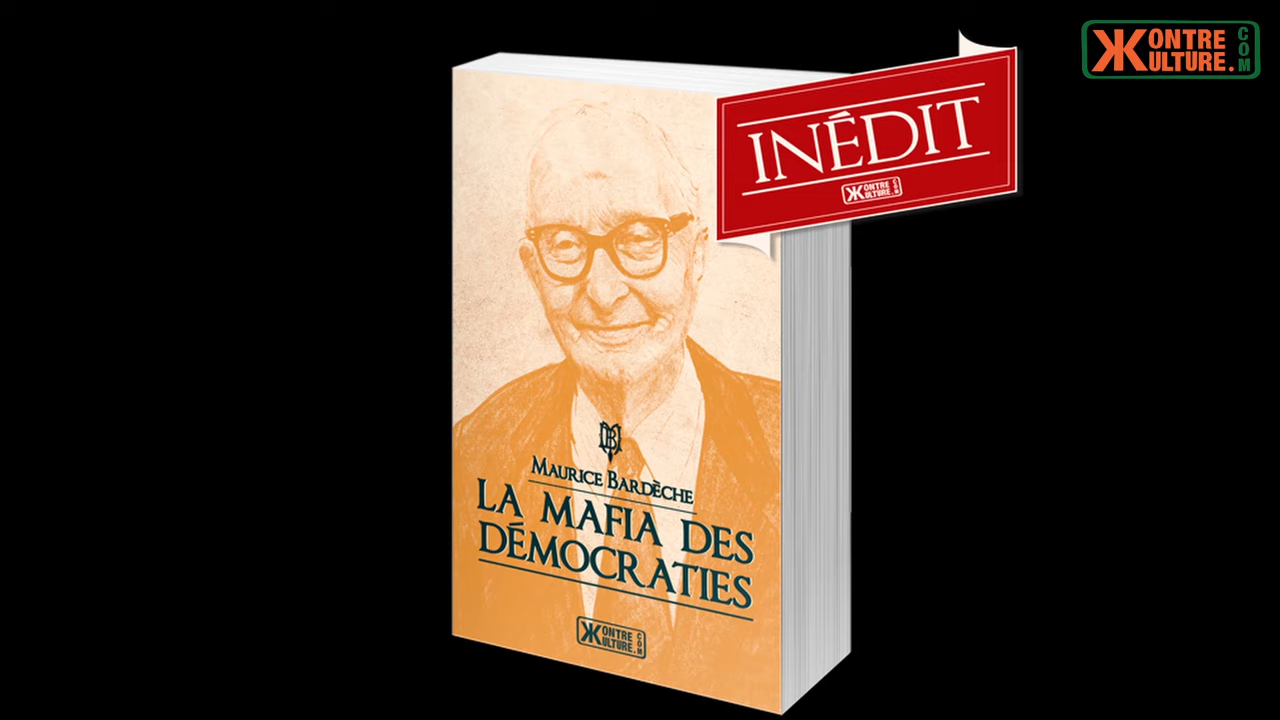 KONTRE
KULTURE.COM
INÉDIT
KONTRE
KULTURE.COM
MAURICE BARDÈCHE
LA MAFIA DES
DÉMOCRATIES
KONTRE
KULTURE.COM